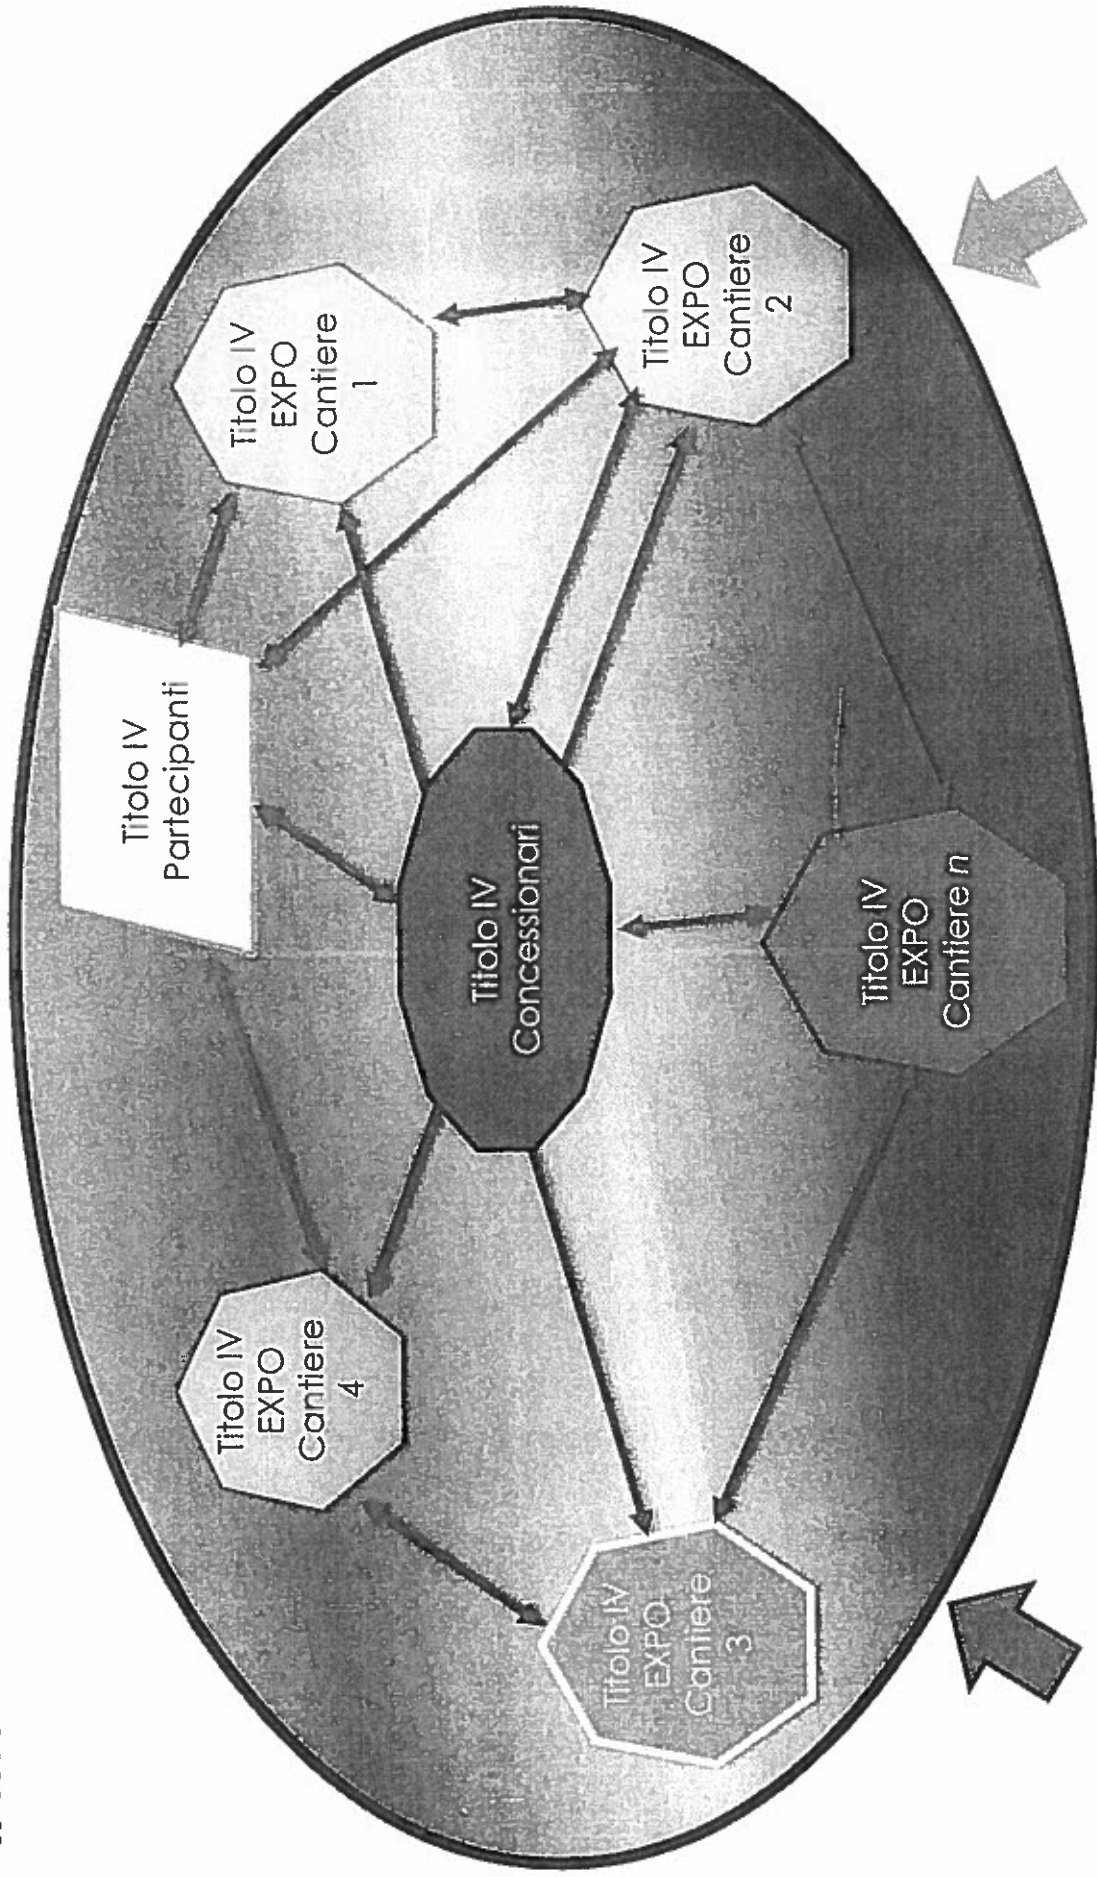 Titolo IV
Partecipanti
Titolo IV
EXPO
Cantiere
4
Titolo IV
EXPO
Cantiere
1
Titolo IV
Concessionari
Titolo IV
EXPO
Cantiere
3
Titolo IV
EXPO
Cantiere
2
Titolo IV
EXPO
Cantiere n